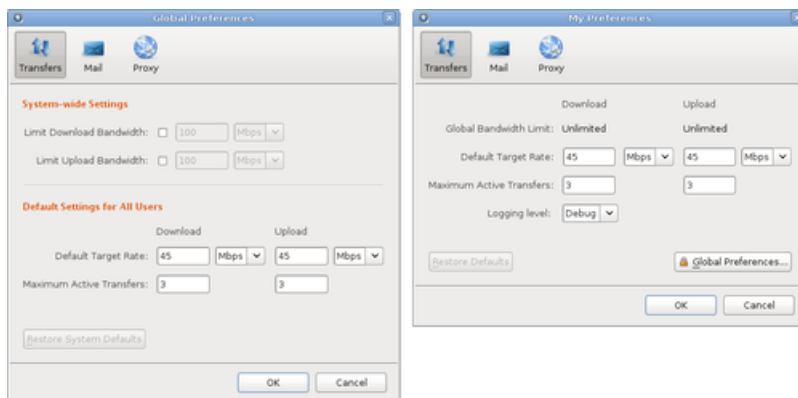 Global Preferences
Transfers Mail Proxy
System-wide Settings
Limit Download Bandwidth: 100 Mbps
Limit Upload Bandwidth: 100 Mbps
Default Settings for All Users
Download Upload
Default Target Rate: 45 Mbps 45 Mbps
Maximum Active Transfers: 3 3
Restore System Defaults
OK Cancel
My Preferences
Transfers Mail Proxy
Download Upload
Global Bandwidth Limit: Unlimited Unlimited
Default Target Rate: 45 Mbps 45 Mbps
Maximum Active Transfers: 3 3
Logging level: Debug
Restore Defaults Global Preferences...
OK Cancel